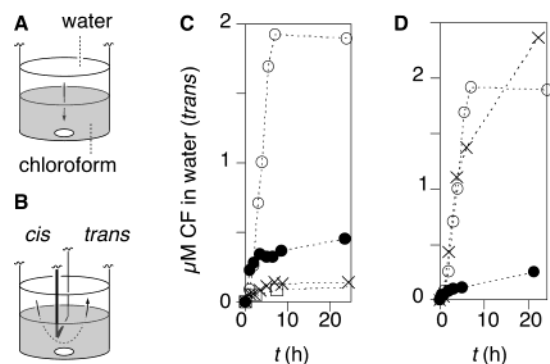 A
water
chloroform
B
cis
trans
C
µM CF in water (trans)
2
1
0
0
10
20
t (h)
D
2
1
0
0
10
20
t (h)